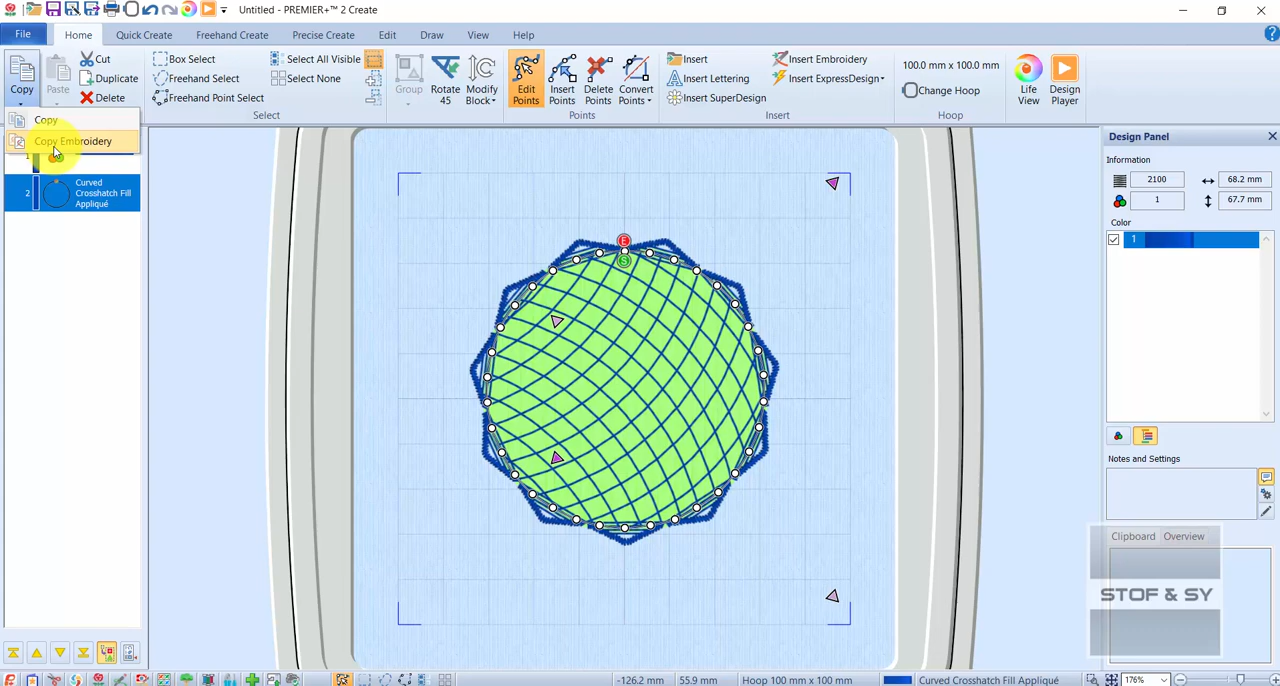 Untitled - PREMIER+™ 2 Create
File
Home
Quick Create
Freehand Create
Precise Create
Edit
Draw
View
Help
Copy
Paste
Cut
Duplicate
Delete
Box Select
Freehand Select
Freehand Point Select
Select All Visible
Select None
Select
Group
Rotate 45
Modify Block
Edit Points
Insert Points
Delete Points
Convert Points
Points
Insert
Insert Lettering
Insert SuperDesign
Insert Embroidery
Insert ExpressDesign
Insert
100.0 mm x 100.0 mm
Change Hoop
Hoop
Life View
Design Player
Copy
Copy Embroidery
1
2
Curved
Crosshatch Fill
Appliqué
E
S
Design Panel
Information
2100
68.2 mm
1
67.7 mm
Color
1
Notes and Settings
Clipboard
Overview
STOF & SY
-126.2 mm
55.9 mm
Hoop 100 mm x 100 mm
Curved Crosshatch Fill Appliqué
176%